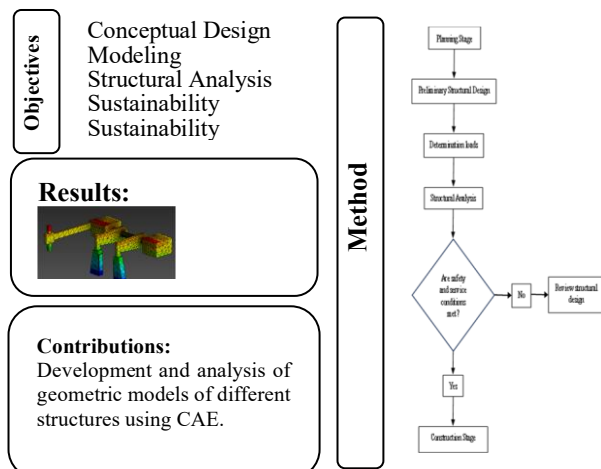 Objectives
Conceptual Design
Modeling
Structural Analysis
Sustainability
Sustainability
Results:
Contributions:
Development and analysis of
geometric models of different
structures using CAE.
Method
Planning Stage
Preliminary Structural Design
Determination loads
Structural Analysis
Are safety
and service
conditions
met?
No
Review structural
design
Yes
Construction Stage